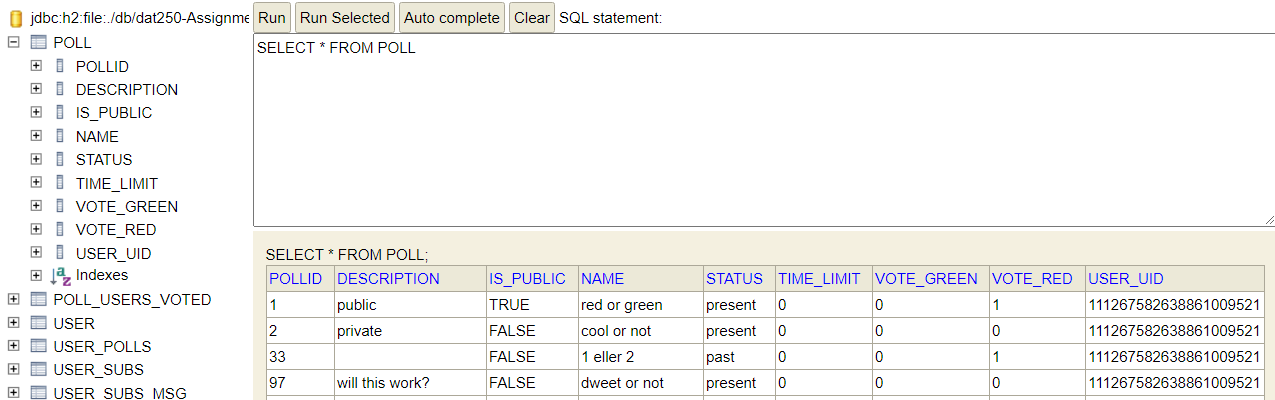 jdbc:h2:file:./db/dat250-Assignme
POLL
POLLID
DESCRIPTION
IS_PUBLIC
NAME
STATUS
TIME_LIMIT
VOTE_GREEN
VOTE_RED
USER_UID
Indexes
POLL_USERS_VOTED
USER
USER_POLLS
USER_SUBS
USER_SUBS_MSG
Run Run Selected Auto complete Clear SQL statement:
SELECT * FROM POLL
SELECT * FROM POLL;
POLLID DESCRIPTION IS_PUBLIC NAME STATUS TIME_LIMIT VOTE_GREEN VOTE_RED USER_UID
1 public TRUE red or green present 0 0 1 111267582638861009521
2 private FALSE cool or not present 0 0 0 111267582638861009521
33 FALSE 1 eller 2 past 0 0 1 111267582638861009521
97 will this work? FALSE dweet or not present 0 0 0 111267582638861009521